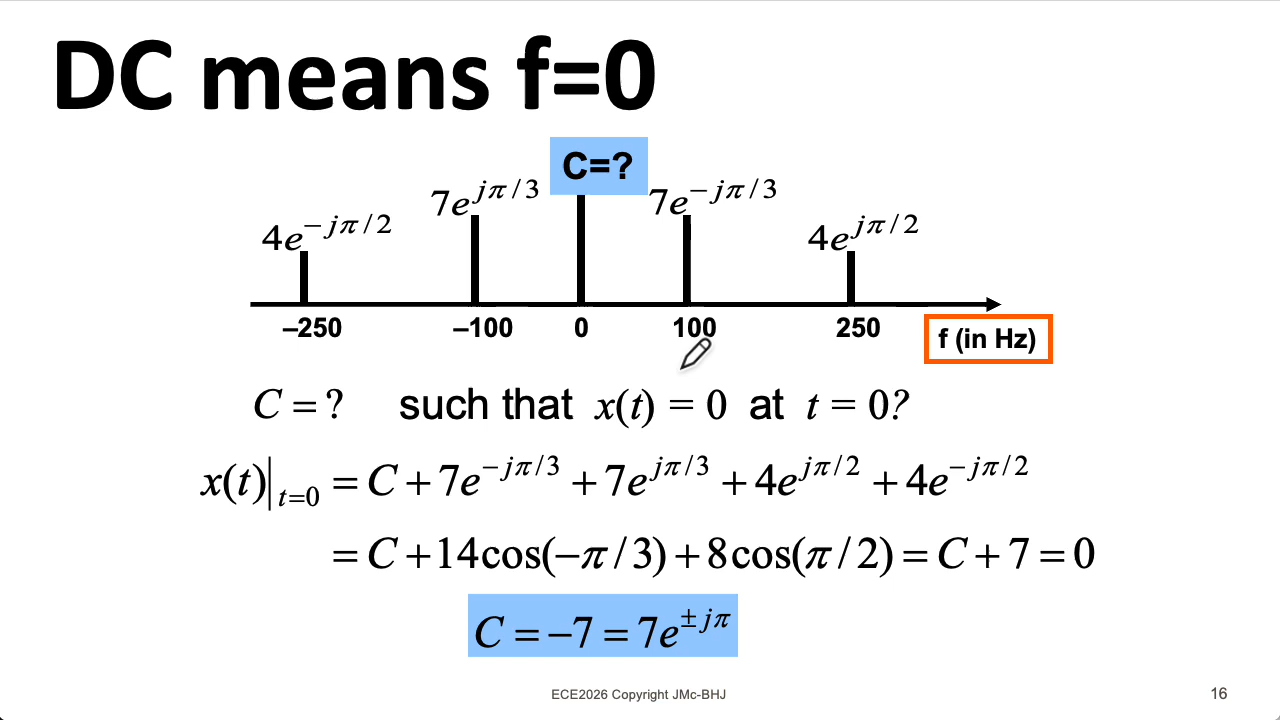 DC means f=0
C=?
7e^{jπ/3} 7e^{−jπ/3}
4e^{−jπ/2} 4e^{jπ/2}
–250 –100 0 100 250
f (in Hz)
C = ? such that x(t) = 0 at t = 0?
x(t)|_{t=0} = C + 7e^{−jπ/3} + 7e^{jπ/3} + 4e^{jπ/2} + 4e^{−jπ/2}
= C + 14cos(−π/3) + 8cos(π/2) = C + 7 = 0
C = −7 = 7e^{±jπ}
ECE2026 Copyright JMc-BHJ
16